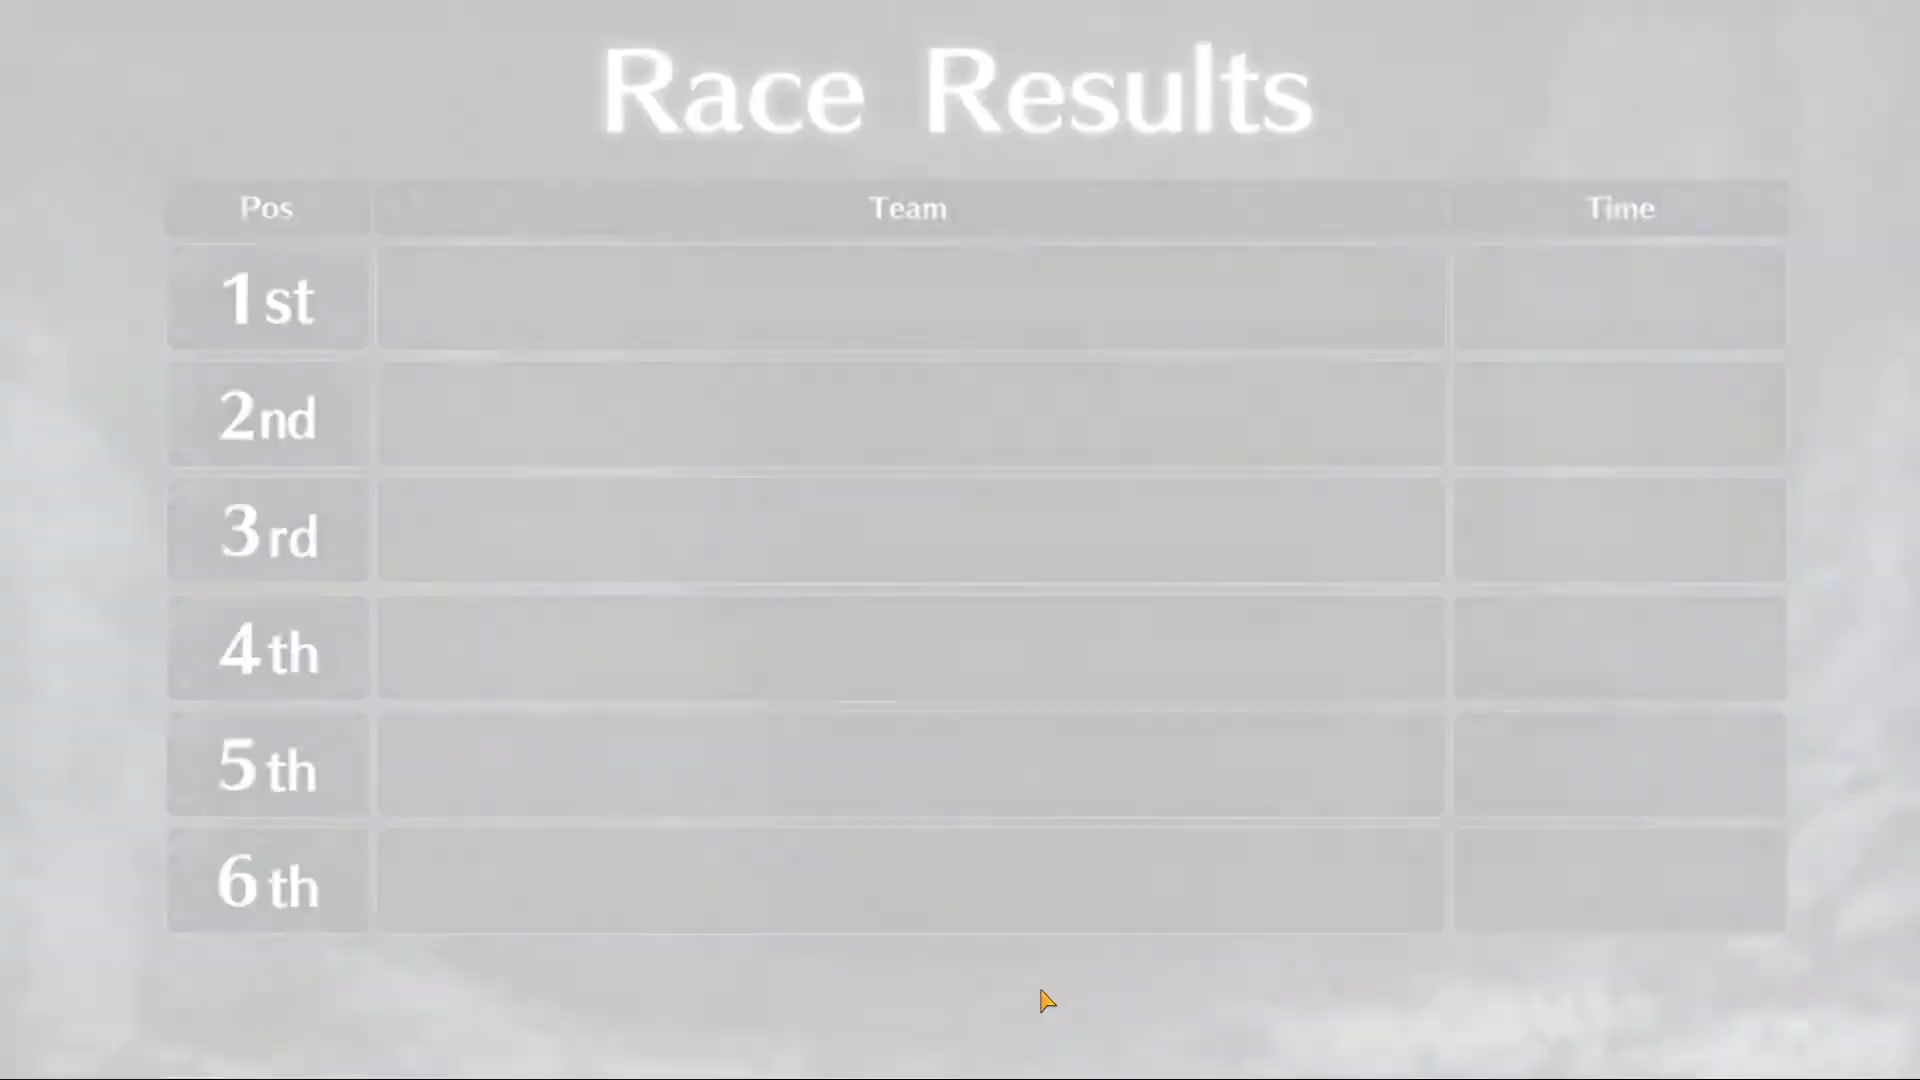 Race Results
Pos Team Time
1st
2nd
3rd
4th
5th
6th